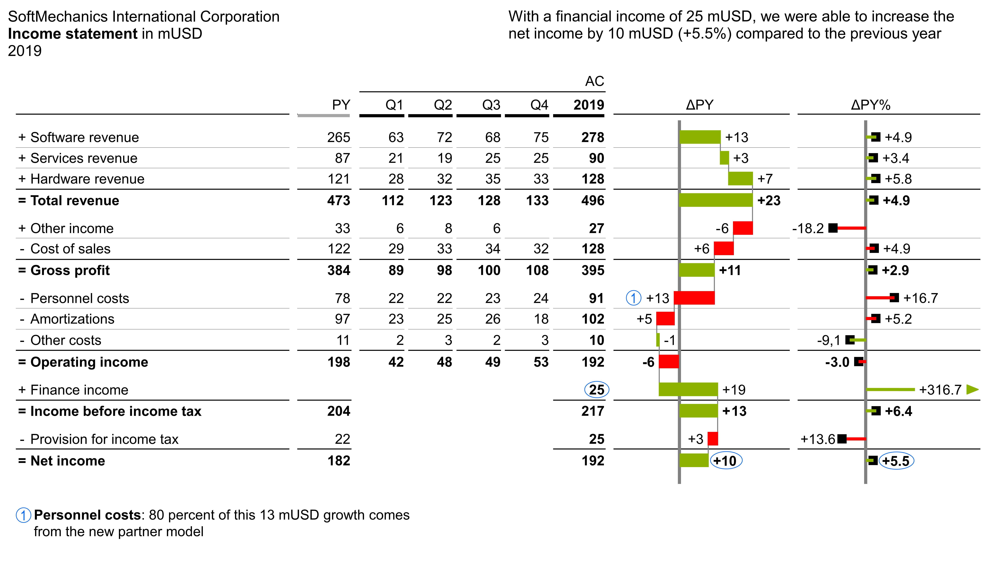 SoftMechanics International Corporation
Income statement in mUSD
2019
With a financial income of 25 mUSD, we were able to increase the
net income by 10 mUSD (+5.5%) compared to the previous year
AC
PY Q1 Q2 Q3 Q4 2019 ΔPY ΔPY%
+ Software revenue 265 63 72 68 75 278 +13 +4.9
+ Services revenue 87 21 19 25 25 90 +3 +3.4
+ Hardware revenue 121 28 32 35 33 128 +7 +5.8
= Total revenue 473 112 123 128 133 496 +23 +4.9
+ Other income 33 6 8 6 27 -6 -18.2
- Cost of sales 122 29 33 34 32 128 +6 +4.9
= Gross profit 384 89 98 100 108 395 +11 +2.9
- Personnel costs 78 22 22 23 24 91 1 +13 +16.7
- Amortizations 97 23 25 26 18 102 +5 +5.2
- Other costs 11 2 3 2 3 10 -1 -9,1
= Operating income 198 42 48 49 53 192 -6 -3.0
+ Finance income 25 +19 +316.7
= Income before income tax 204 217 +13 +6.4
- Provision for income tax 22 25 +3 +13.6
= Net income 182 192 +10 +5.5
1 Personnel costs: 80 percent of this 13 mUSD growth comes
from the new partner model